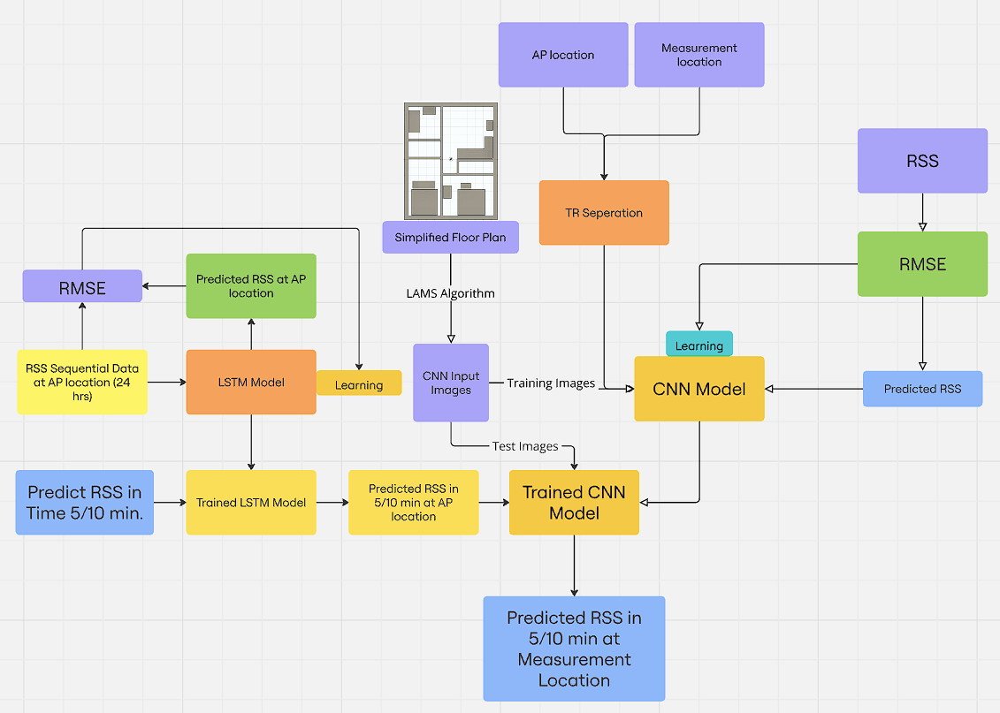 AP location
Measurement
location
RSS
TR Seperation
Simplified Floor Plan
RMSE
Predicted RSS at AP
location
RMSE
LAMS Algorithm
Learning
RSS Sequential Data
at AP location (24
hrs)
LSTM Model
Learning
CNN Input
Images
Training Images
CNN Model
Predicted RSS
Test Images
Predict RSS in
Time 5/10 min.
Trained LSTM Model
Predicted RSS in
5/10 min at AP
location
Trained CNN
Model
Predicted RSS in
5/10 min at
Measurement
Location